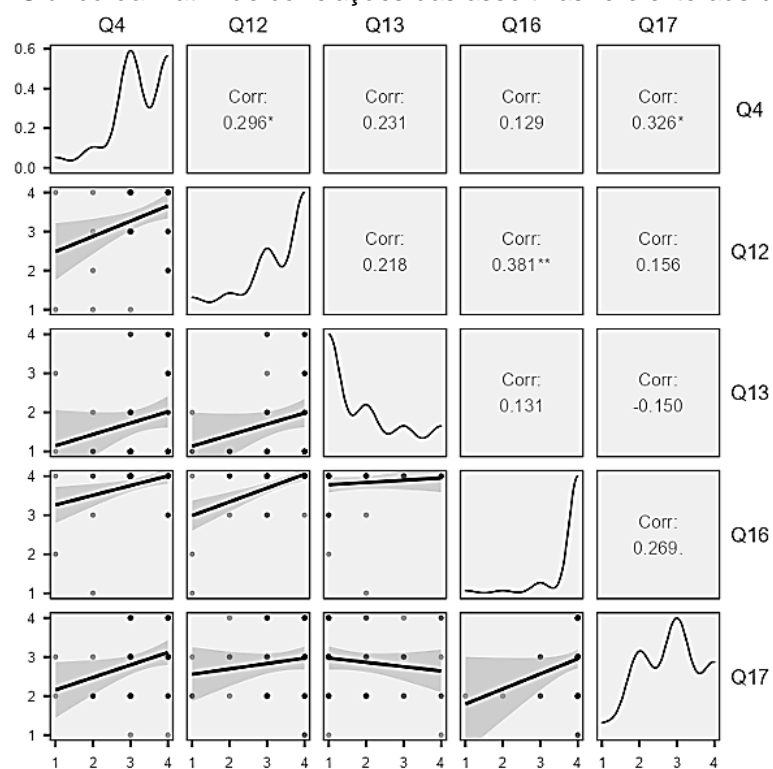 Q4 Q12 Q13 Q16 Q17
0.6
0.4
0.2
0.0
Corr:
0.296*
Corr:
0.231
Corr:
0.129
Corr:
0.326*
Q4
4
3
2
1
Corr:
0.218
Corr:
0.381**
Corr:
0.156
Q12
4
3
2
1
Corr:
0.131
Corr:
-0.150
Q13
4
3
2
1
Corr:
0.269.
Q16
4
3
2
1
Q17
1 2 3 4 1 2 3 4 1 2 3 4 1 2 3 4 1 2 3 4